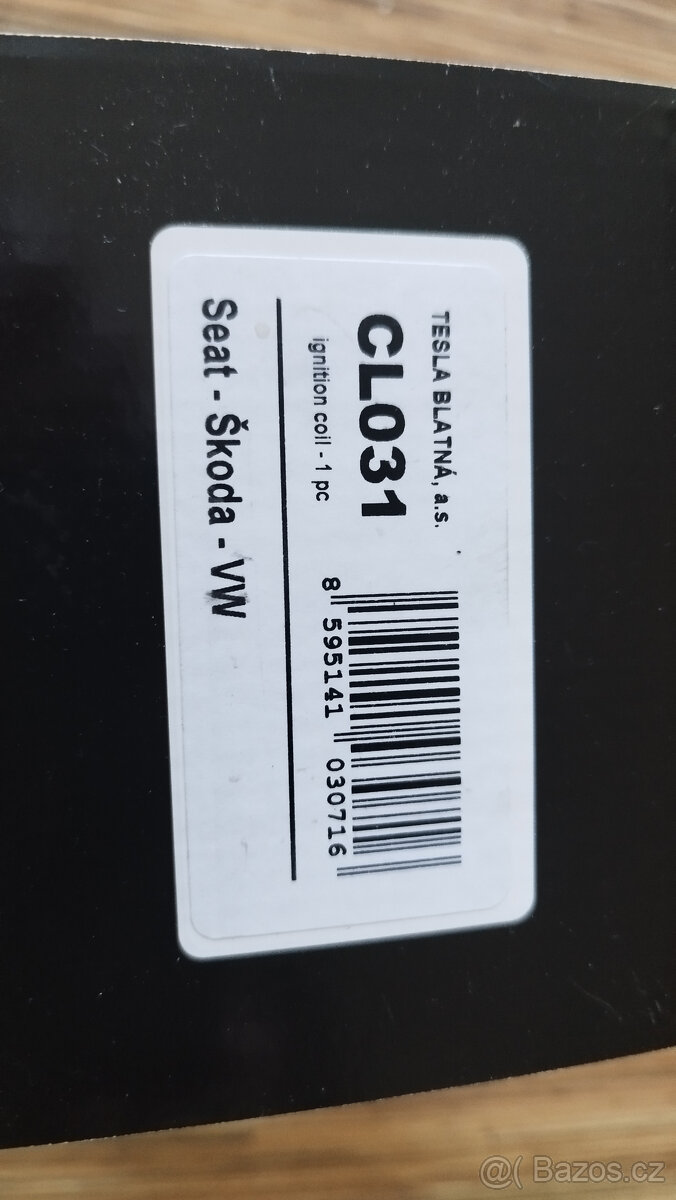 TESLA BLATNÁ, a.s.
CL031
ignition coil - 1 pc
8 595141 030716
Seat - Škoda - VW
@( Bazos.cz